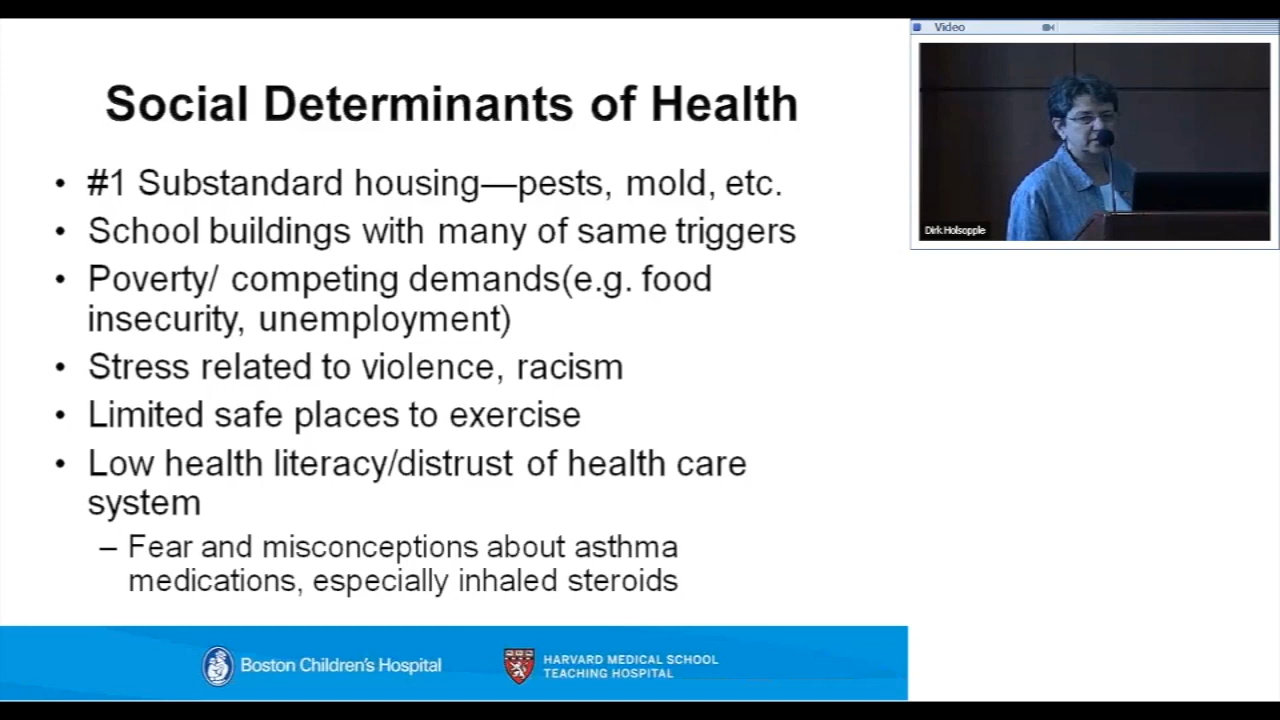 Social Determinants of Health
• #1 Substandard housing—pests, mold, etc.
• School buildings with many of same triggers
• Poverty/ competing demands(e.g. food
insecurity, unemployment)
• Stress related to violence, racism
• Limited safe places to exercise
• Low health literacy/distrust of health care
system
– Fear and misconceptions about asthma
medications, especially inhaled steroids
Boston Children's Hospital
HARVARD MEDICAL SCHOOL
TEACHING HOSPITAL
Video
Dirk Holsopple